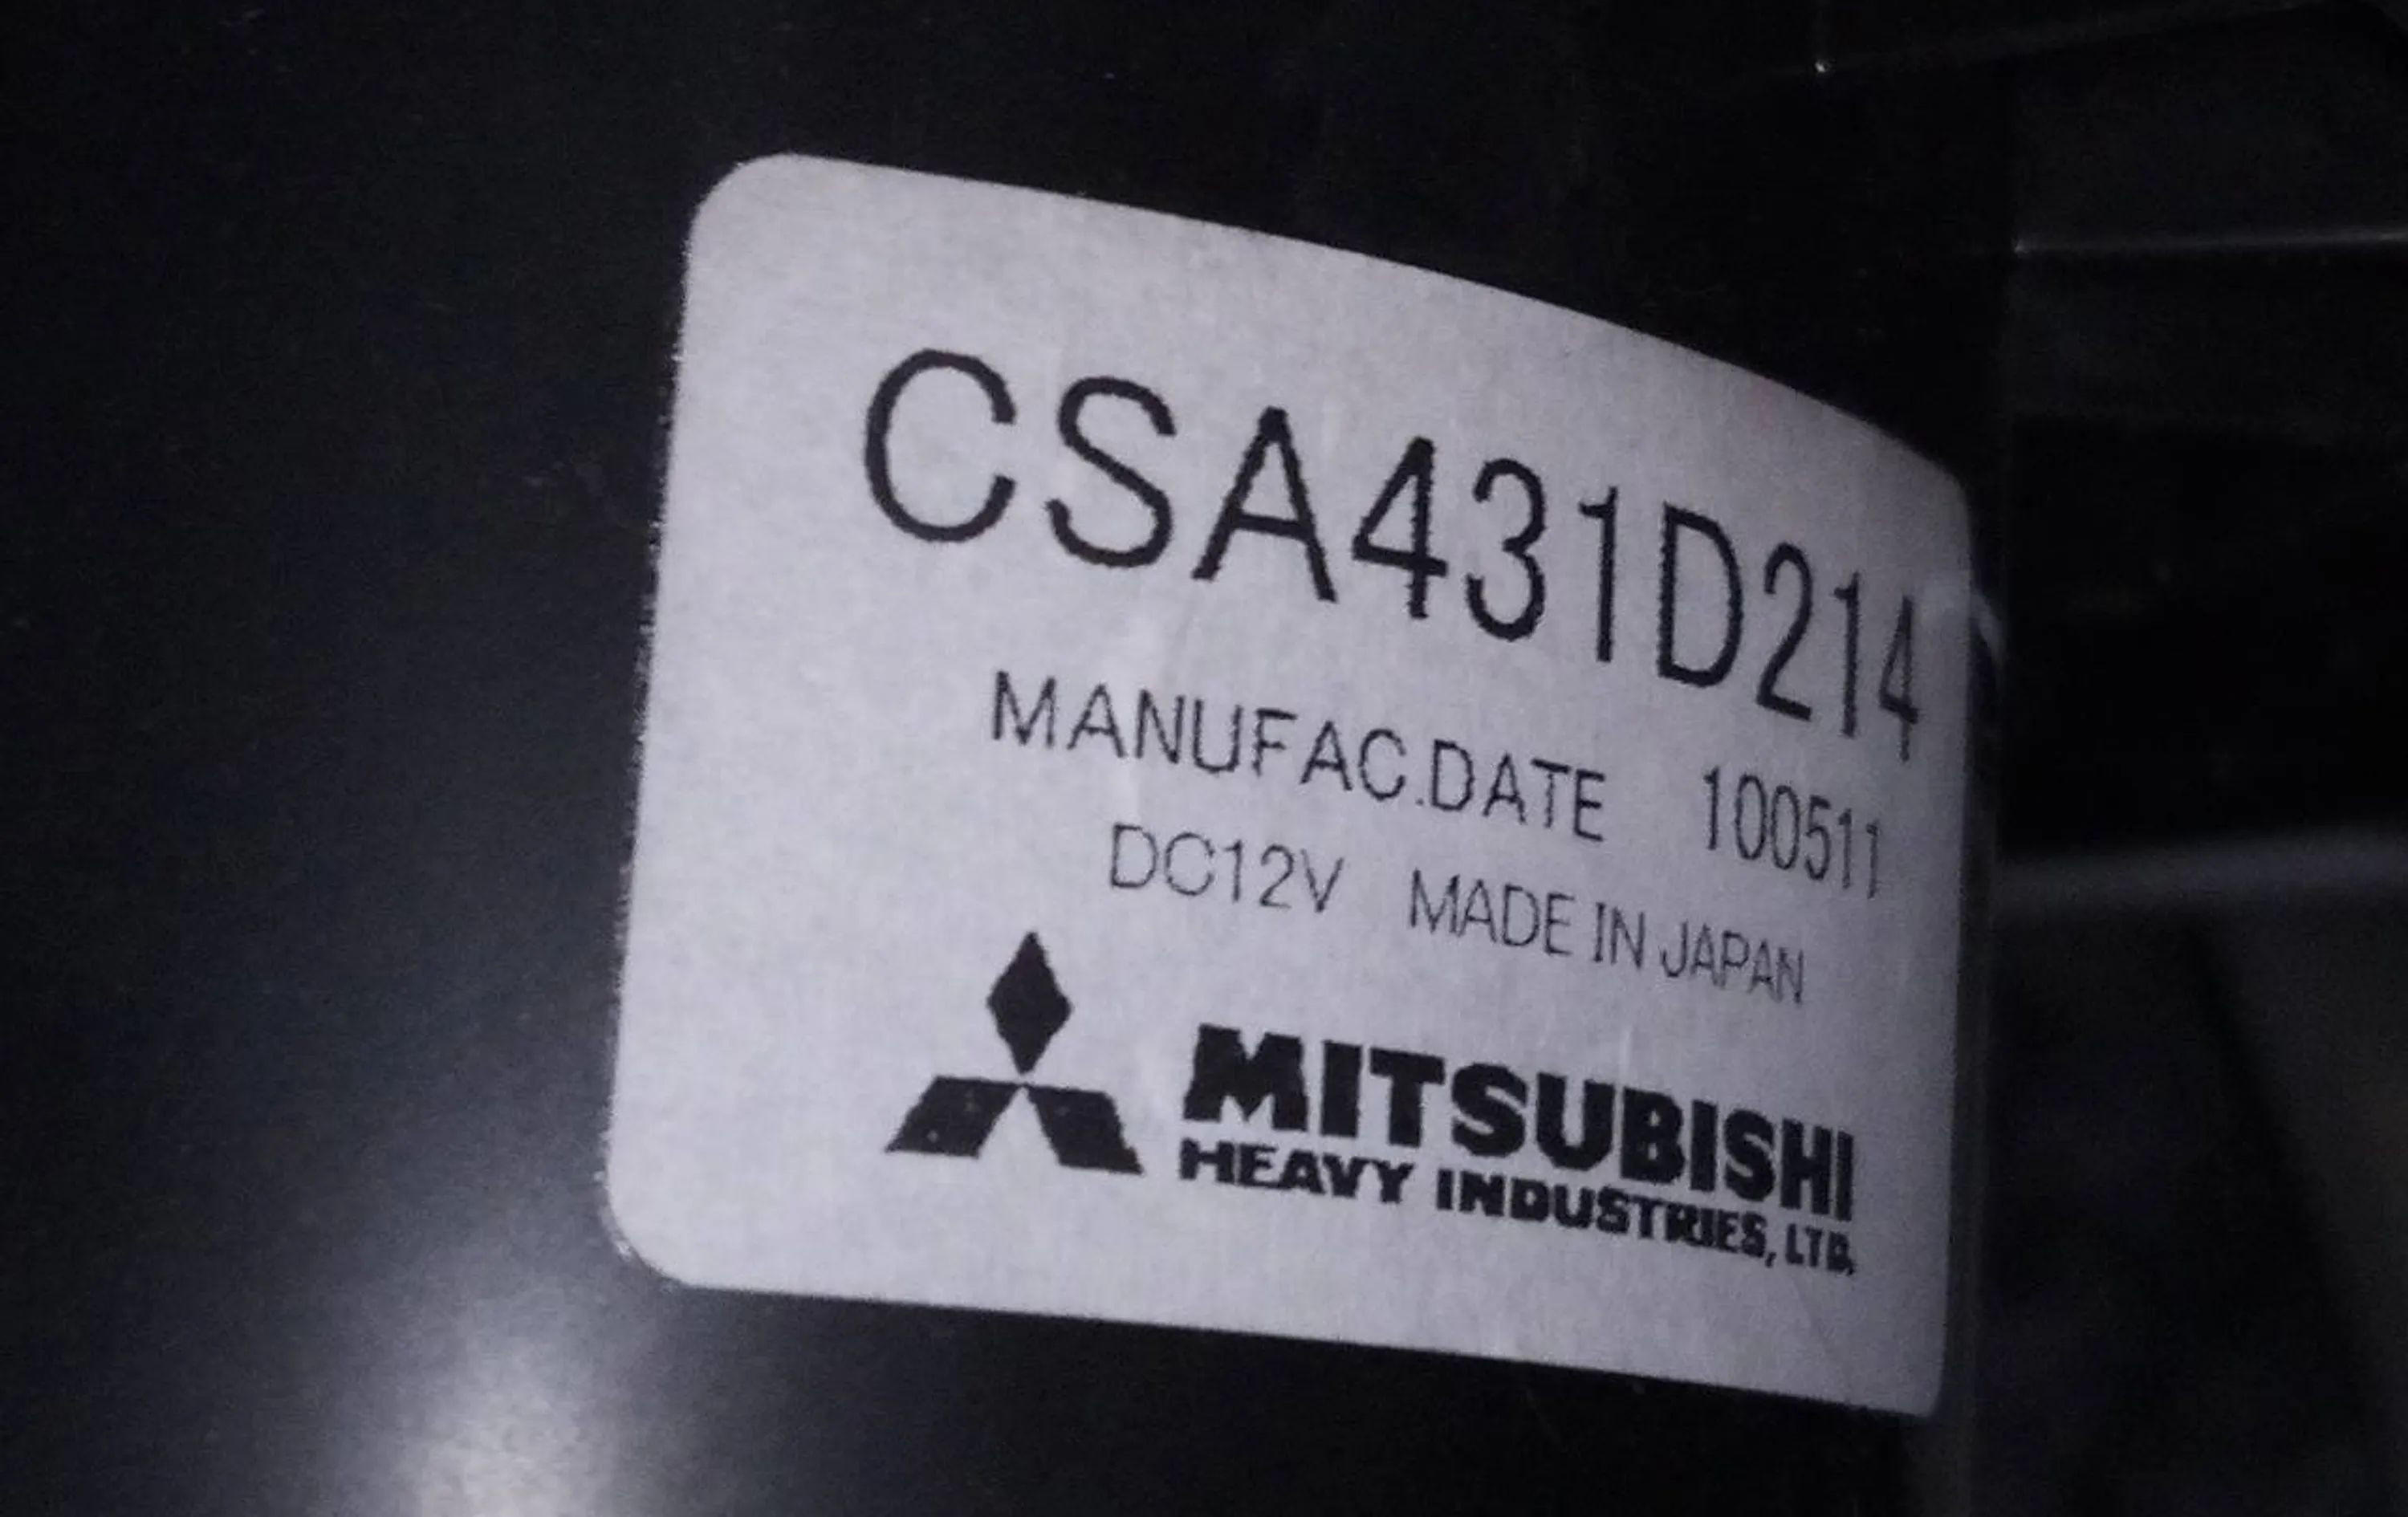 CSA431D214
MANUFAC.DATE 100511
DC12V MADE IN JAPAN
MITSUBISHI
HEAVY INDUSTRIES, LTD.